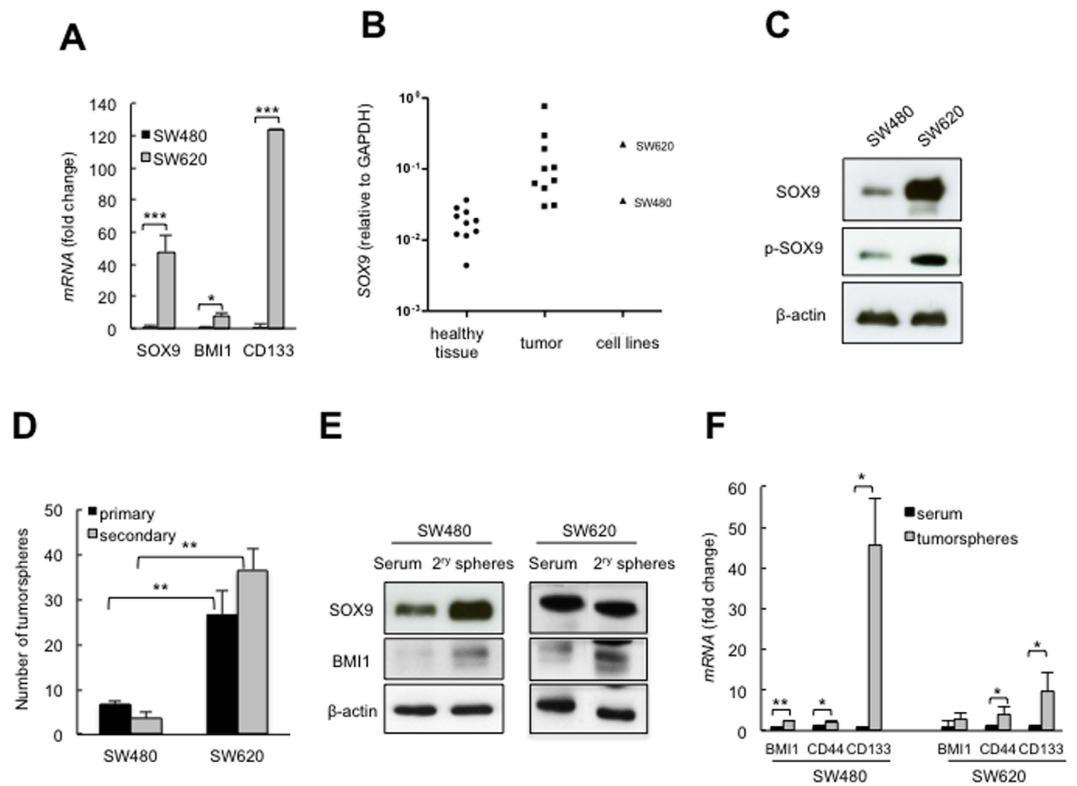 A
mRNA (fold change)
140
120
100
80
60
40
20
0
SW480
SW620
***
*
***
SOX9 BMI1 CD133
B
SOX9 (relative to GAPDH)
10⁰
10⁻¹
10⁻²
10⁻³
SW620
SW480
healthy tissue
tumor
cell lines
C
SW480 SW620
SOX9
p-SOX9
β-actin
D
Number of tumorspheres
50
40
30
20
10
0
primary
secondary
**
**
SW480 SW620
E
SW480 SW620
Serum 2ʳʸ spheres Serum 2ʳʸ spheres
SOX9
BMI1
β-actin
F
mRNA (fold change)
60
50
40
30
20
10
0
serum
tumorspheres
** * * * *
BMI1 CD44 CD133 BMI1 CD44 CD133
SW480 SW620